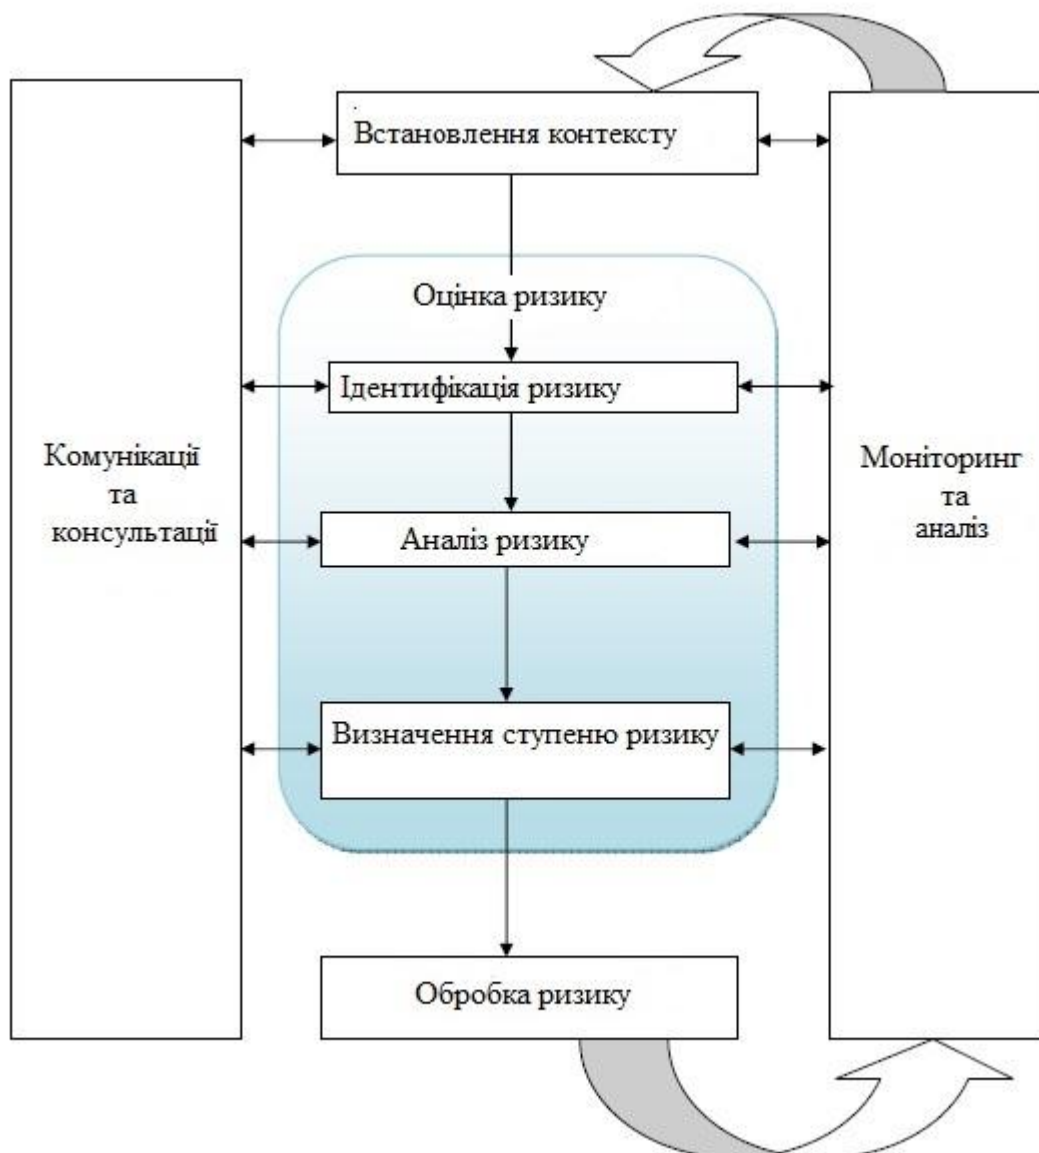 Встановлення контексту
Оцінка ризику
Ідентифікація ризику
Комунікації
та
консультації
Моніторинг
та
аналіз
Аналіз ризику
Визначення ступеню ризику
Обробка ризику